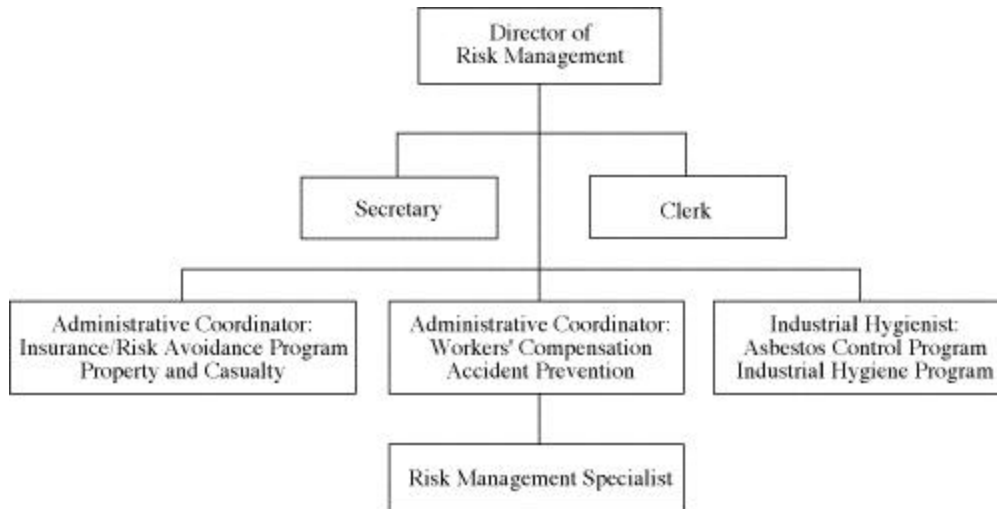 Director of
Risk Management
Secretary
Clerk
Administrative Coordinator:
Insurance/Risk Avoidance Program
Property and Casualty
Administrative Coordinator:
Workers' Compensation
Accident Prevention
Industrial Hygienist:
Asbestos Control Program
Industrial Hygiene Program
Risk Management Specialist